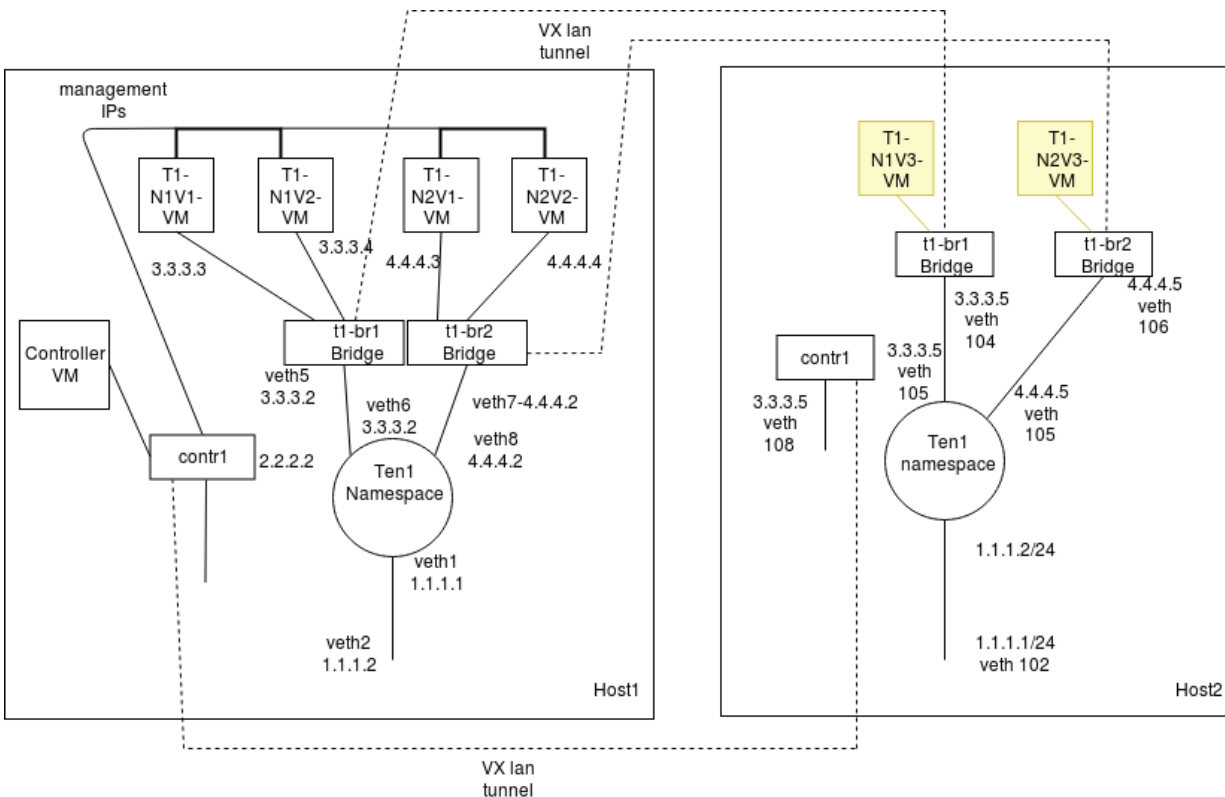 VX lan
tunnel
management
IPs
T1-
N1V1-
VM
T1-
N1V2-
VM
T1-
N2V1-
VM
T1-
N2V2-
VM
T1-
N1V3-
VM
T1-
N2V3-
VM
3.3.3.3
3.3.3.4
4.4.4.3
4.4.4.4
t1-br1
Bridge
t1-br2
Bridge
t1-br1
Bridge
t1-br2
Bridge
Controller
VM
veth5
3.3.3.2
veth6
3.3.3.2
veth7-4.4.4.2
veth8
4.4.4.2
contr1
2.2.2.2
Ten1
Namespace
veth1
1.1.1.1
veth2
1.1.1.2
Host1
3.3.3.5
veth
104
4.4.4.5
veth
106
contr1
3.3.3.5
veth
105
3.3.3.5
veth
108
4.4.4.5
veth
105
Ten1
namespace
1.1.1.2/24
1.1.1.1/24
veth 102
Host2
VX lan
tunnel